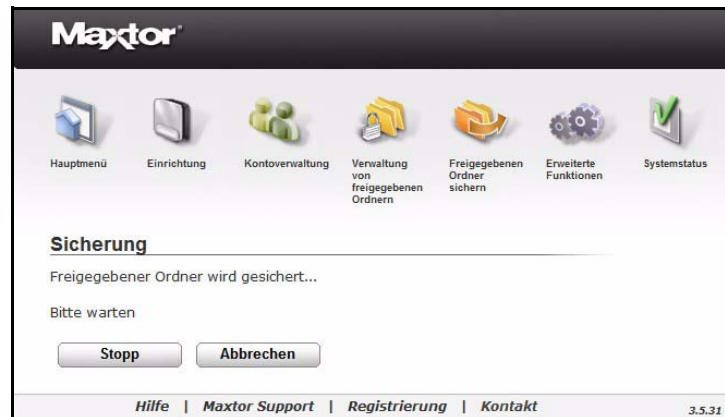 Maxtor
Hauptmenü
Einrichtung
Kontoverwaltung
Verwaltung
von
freigegebenen
Ordnern
Freigegebenen
Ordner
sichern
Erweiterte
Funktionen
Systemstatus
Sicherung
Freigegebener Ordner wird gesichert...
Bitte warten
Stopp Abbrechen
Hilfe | Maxtor Support | Registrierung | Kontakt 3.5.31